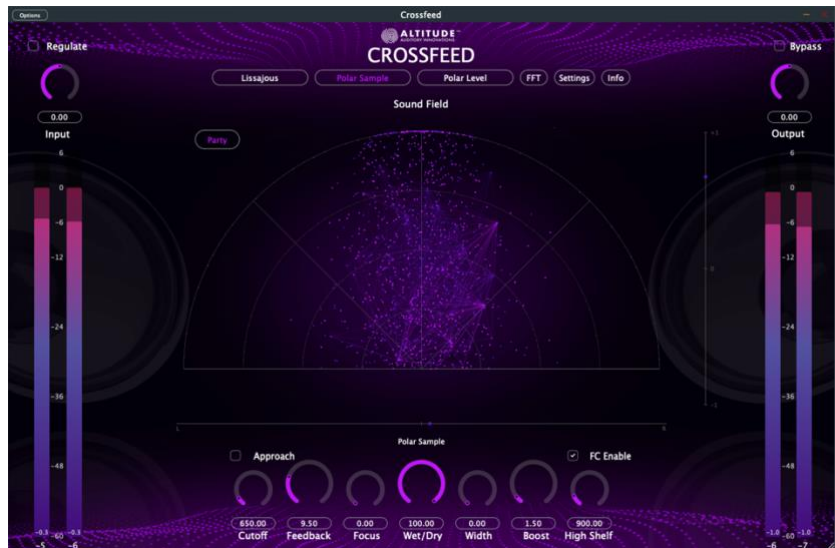 Options
Crossfeed
ALTITUDE
AUDITORY INNOVATIONS
CROSSFEED
Regulate
Bypass
Lissajous
Polar Sample
Polar Level
FFT
Settings
Info
Sound Field
0.00
Input
0.00
Output
Party
6
0
-6
-12
-24
-36
-48
-60
-0.3
-0.3
-5
-6
+1
0
-1
L
R
6
0
-6
-12
-24
-36
-48
-60
-1.0
-1.0
-6
-7
Polar Sample
Approach
FC Enable
650.00
9.50
0.00
100.00
0.00
1.50
900.00
Cutoff
Feedback
Focus
Wet/Dry
Width
Boost
High Shelf